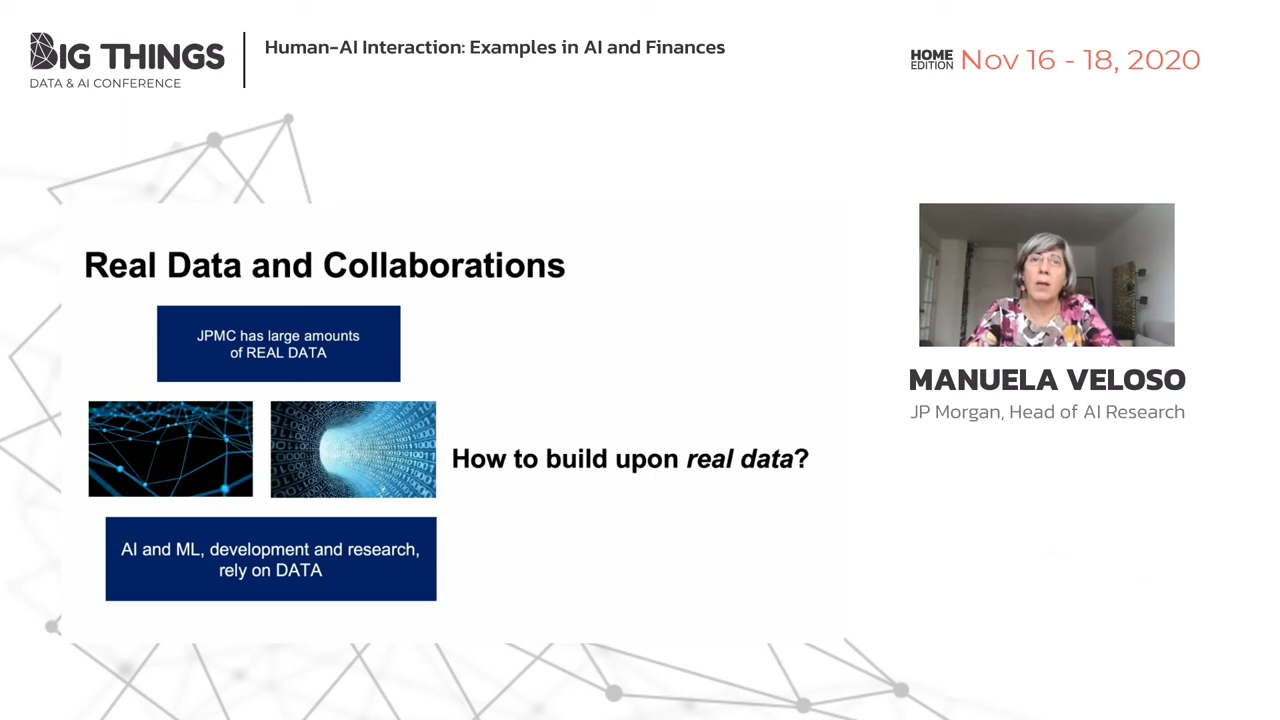 BIG THINGS
DATA & AI CONFERENCE
Human-AI Interaction: Examples in AI and Finances
HOME
EDITION
Nov 16 - 18, 2020
Real Data and Collaborations
JPMC has large amounts
of REAL DATA
How to build upon real data?
AI and ML, development and research,
rely on DATA
MANUELA VELOSO
JP Morgan, Head of AI Research